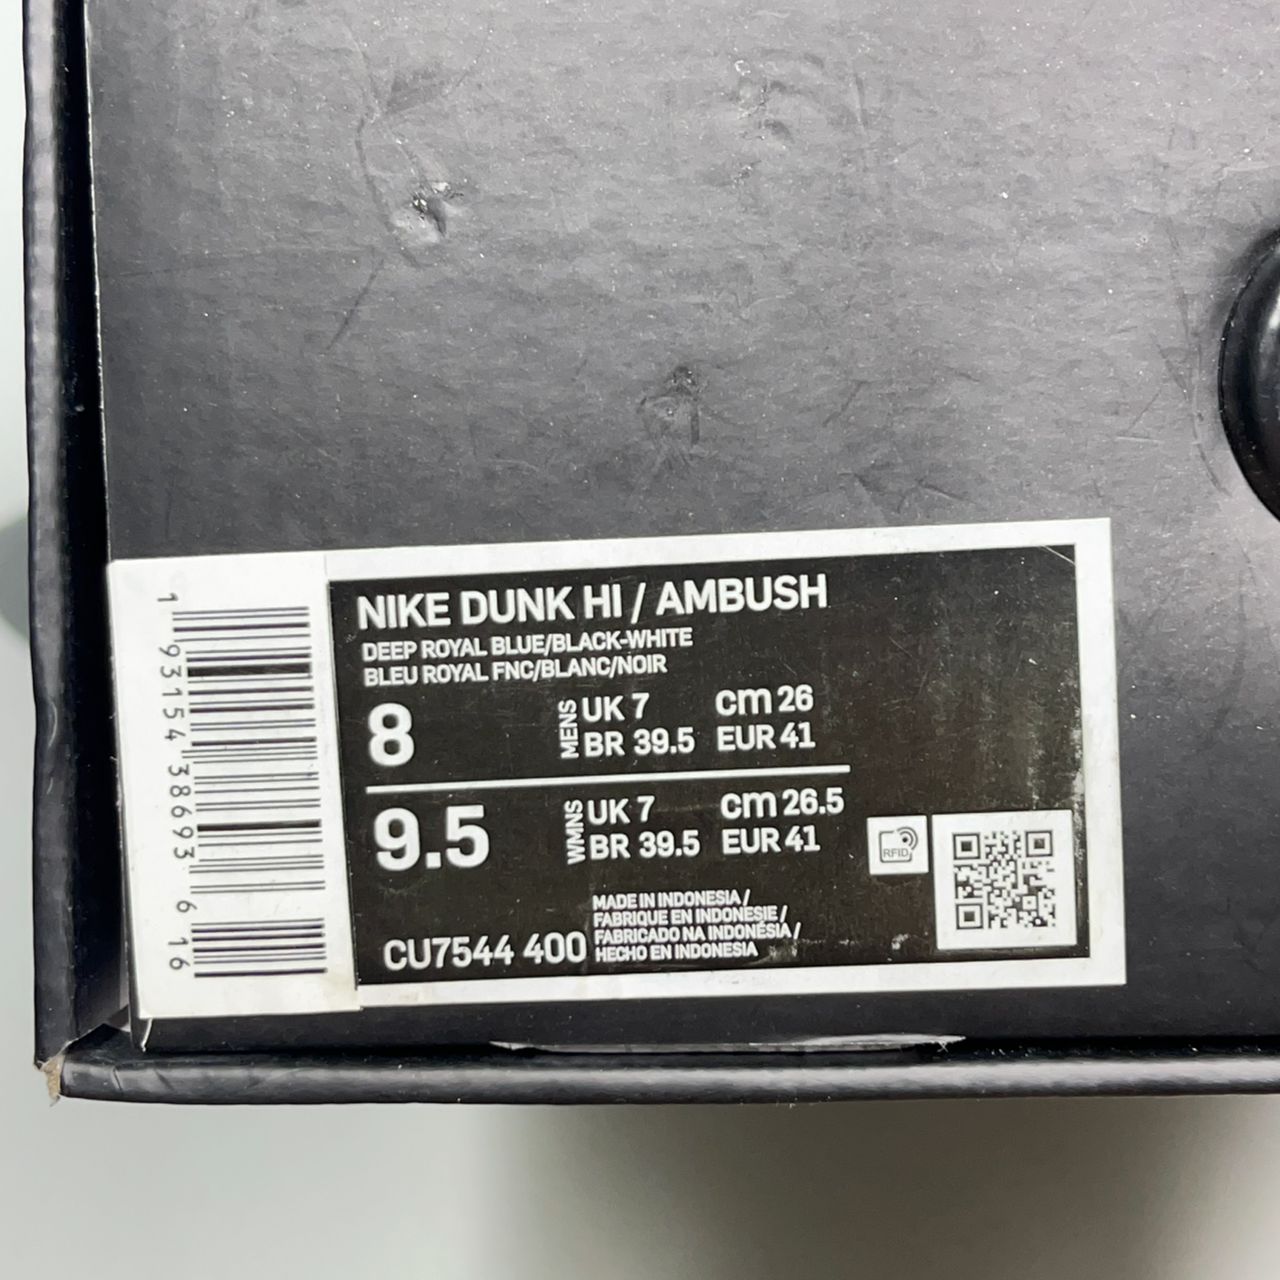 NIKE DUNK HI / AMBUSH
DEEP ROYAL BLUE/BLACK-WHITE
BLEU ROYAL FNC/BLANC/NOIR
8 MENS UK 7 cm 26
BR 39.5 EUR 41
9.5 WMNS UK 7 cm 26.5
BR 39.5 EUR 41
RFID
MADE IN INDONESIA /
FABRIQUE EN INDONESIE /
FABRICADO NA INDONÉSIA /
HECHO EN INDONESIA
CU7544 400
1 93154 38693 6 16